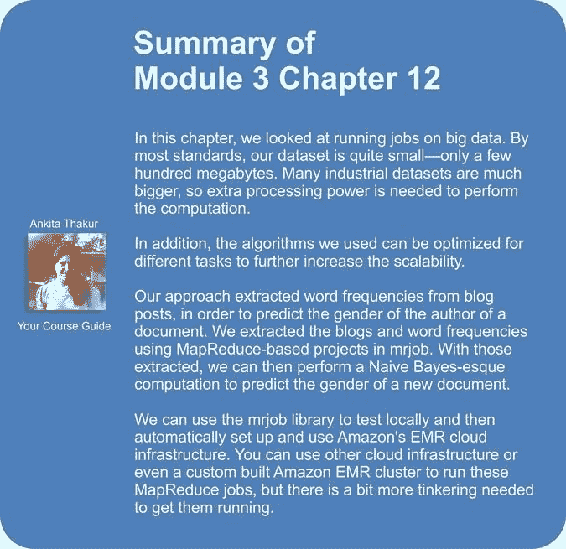 Summary of
Module 3 Chapter 12
In this chapter, we looked at running jobs on big data. By
most standards, our dataset is quite small—only a few
hundred megabytes. Many industrial datasets are much
bigger, so extra processing power is needed to perform
the computation.
In addition, the algorithms we used can be optimized for
different tasks to further increase the scalability.
Our approach extracted word frequencies from blog
posts, in order to predict the gender of the author of a
document. We extracted the blogs and word frequencies
using MapReduce-based projects in mrjob. With those
extracted, we can then perform a Naive Bayes-esque
computation to predict the gender of a new document.
We can use the mrjob library to test locally and then
automatically set up and use Amazon's EMR cloud
infrastructure. You can use other cloud infrastructure or
even a custom built Amazon EMR cluster to run these
MapReduce jobs, but there is a bit more tinkering needed
to get them running.
Ankita Thakur
Your Course Guide